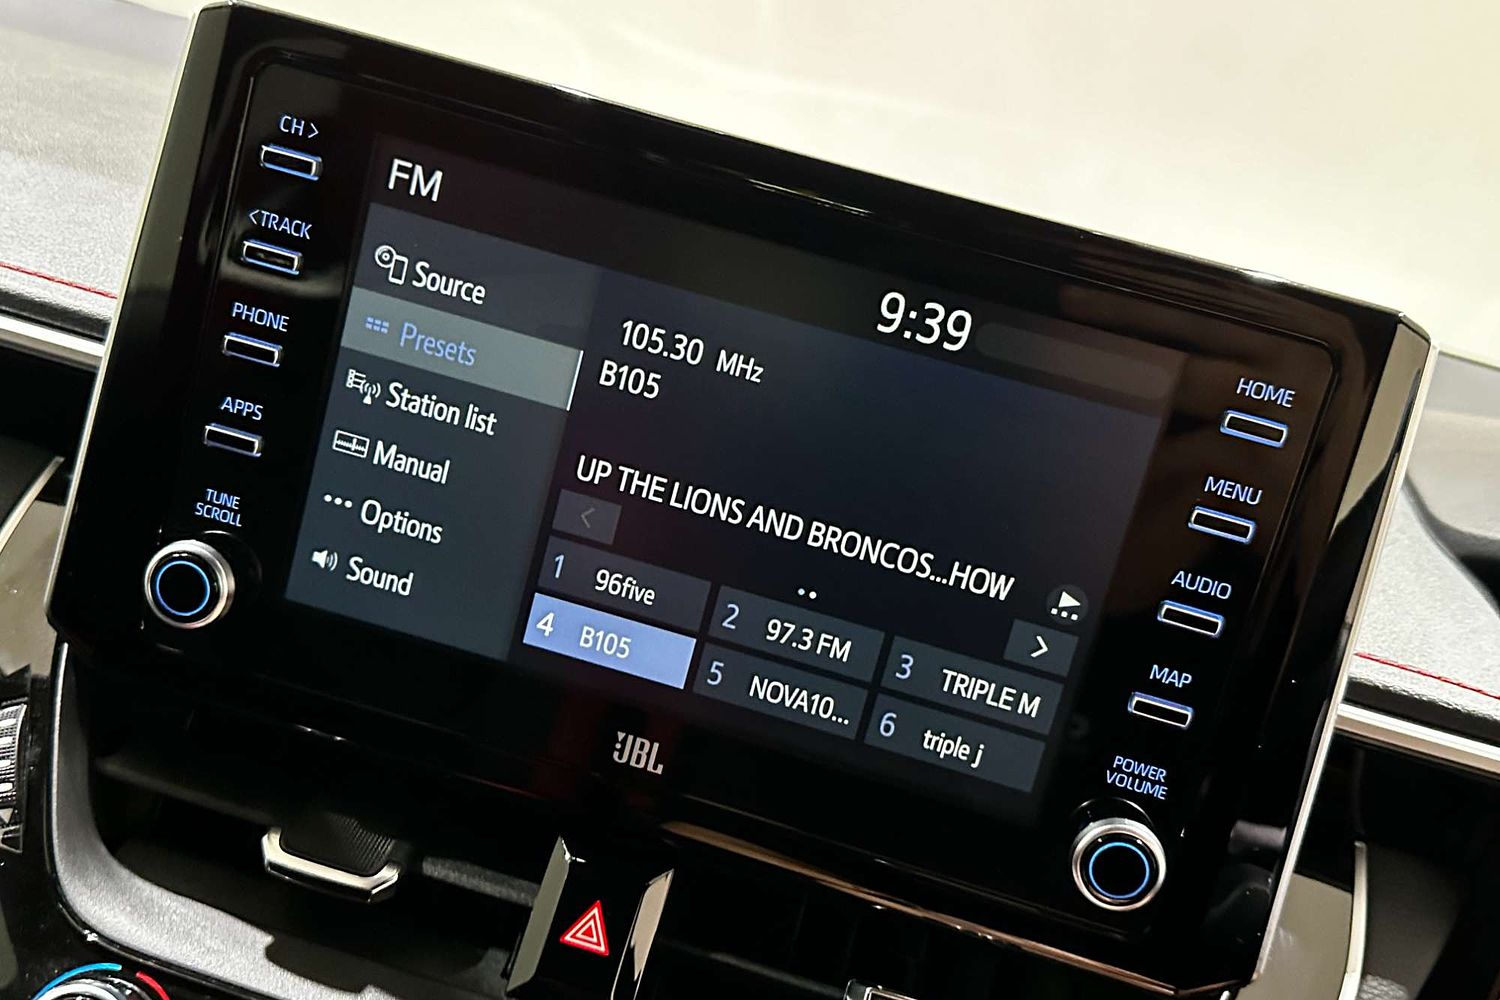 CH >
< TRACK
PHONE
APPS
TUNE
SCROLL
FM
9:39
Source
Presets
Station list
Manual
Options
Sound
105.30 MHz
B105
UP THE LIONS AND BRONCOS...HOW
<
>
1 96five
2 97.3 FM
3 TRIPLE M
4 B105
5 NOVA10...
6 triple j
JBL
HOME
MENU
AUDIO
MAP
POWER
VOLUME